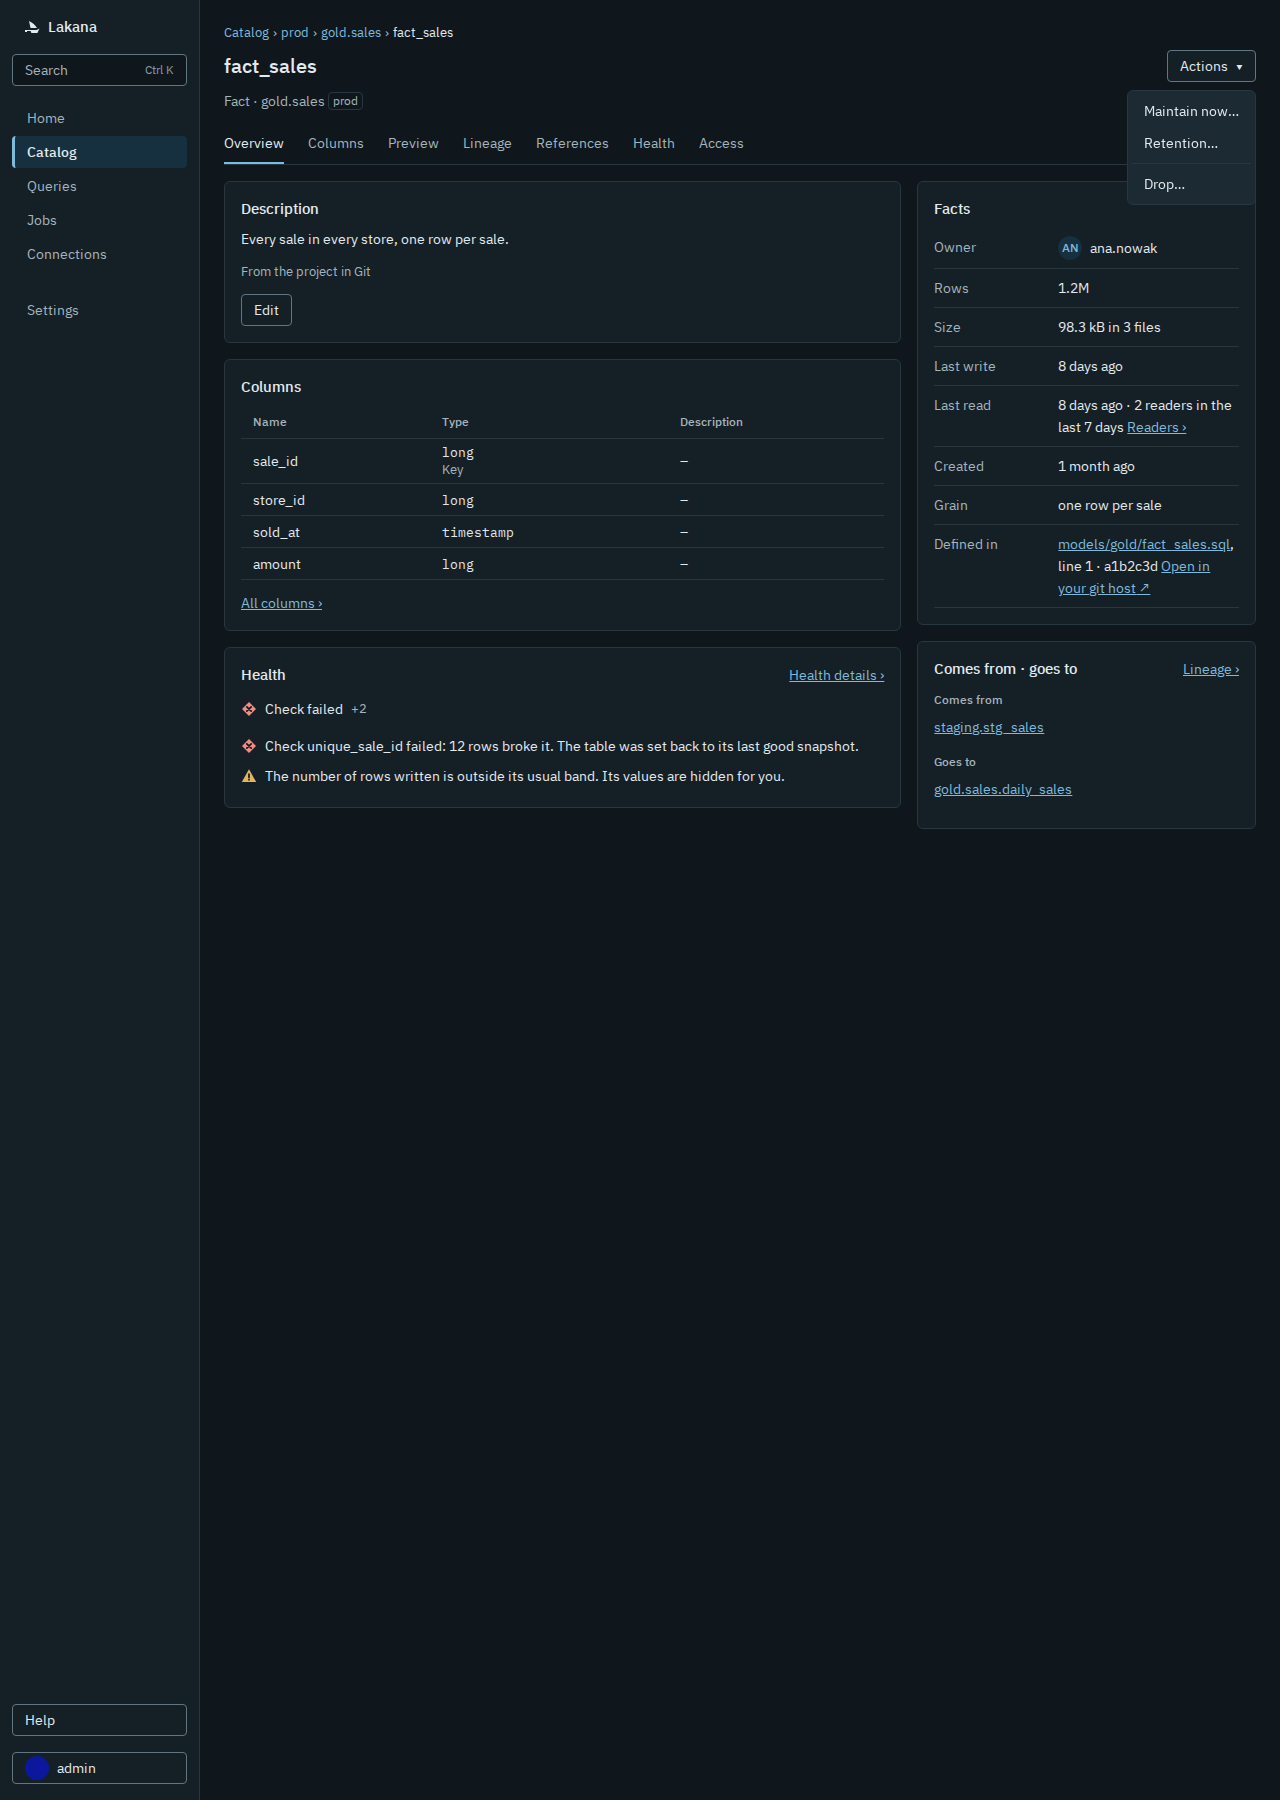 Lakana
Search Ctrl K
Home
Catalog
Queries
Jobs
Connections
Settings
Help
admin
Catalog › prod › gold.sales › fact_sales
fact_sales
Actions ▾
Fact · gold.sales prod
Maintain now…
Retention…
Drop…
Overview Columns Preview Lineage References Health Access
Description
Every sale in every store, one row per sale.
From the project in Git
Edit
Columns
Name Type Description
sale_id long –
Key
store_id long –
sold_at timestamp –
amount long –
All columns ›
Health Health details ›
Check failed +2
Check unique_sale_id failed: 12 rows broke it. The table was set back to its last good snapshot.
The number of rows written is outside its usual band. Its values are hidden for you.
Facts
Owner AN ana.nowak
Rows 1.2M
Size 98.3 kB in 3 files
Last write 8 days ago
Last read 8 days ago · 2 readers in the
last 7 days Readers ›
Created 1 month ago
Grain one row per sale
Defined in models/gold/fact_sales.sql,
line 1 · a1b2c3d Open in
your git host ↗
Comes from · goes to Lineage ›
Comes from
staging.stg_sales
Goes to
gold.sales.daily_sales